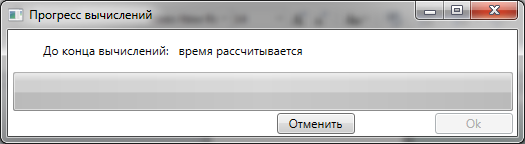 Прогресс вычислений
До конца вычислений: время рассчитывается
Отменить Ok